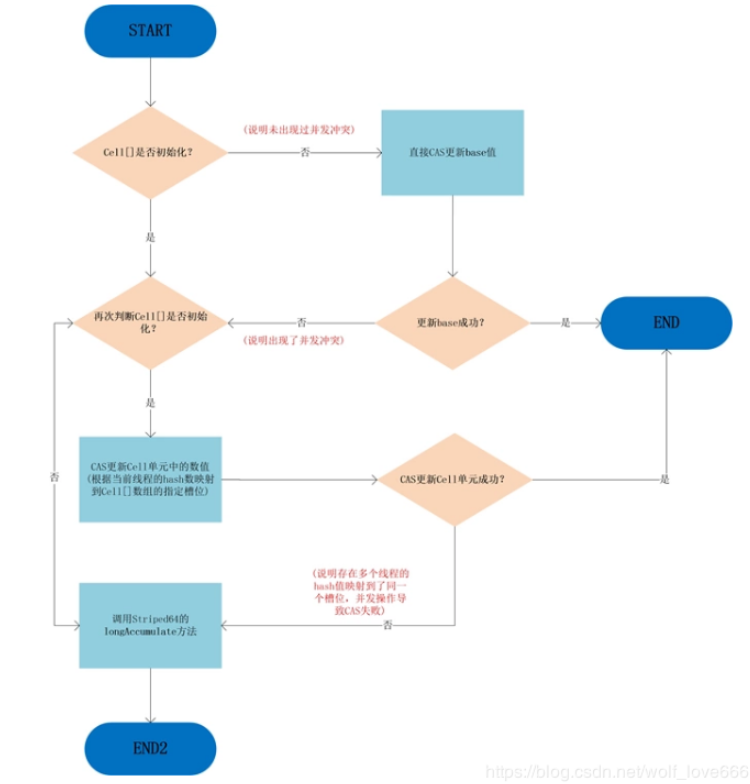 START
Cell[]是否初始化?
(说明未出现过并发冲突)
否
直接CAS更新base值
是
再次判断Cell[]是否初始
化?
否
(说明出现了并发冲突)
更新base成功?
是
END
是
否
CAS更新Cell单元中的数值
(根据当前线程的hash数映射
到Cell[]数组的指定槽位)
CAS更新Cell单元成功?
是
(说明存在多个线程的
hash值映射到了同一
个槽位，并发操作导
致CAS失败)
否
调用Striped64的
longAccumulate方法
END2
https://blog.csdn.net/wolf_love666